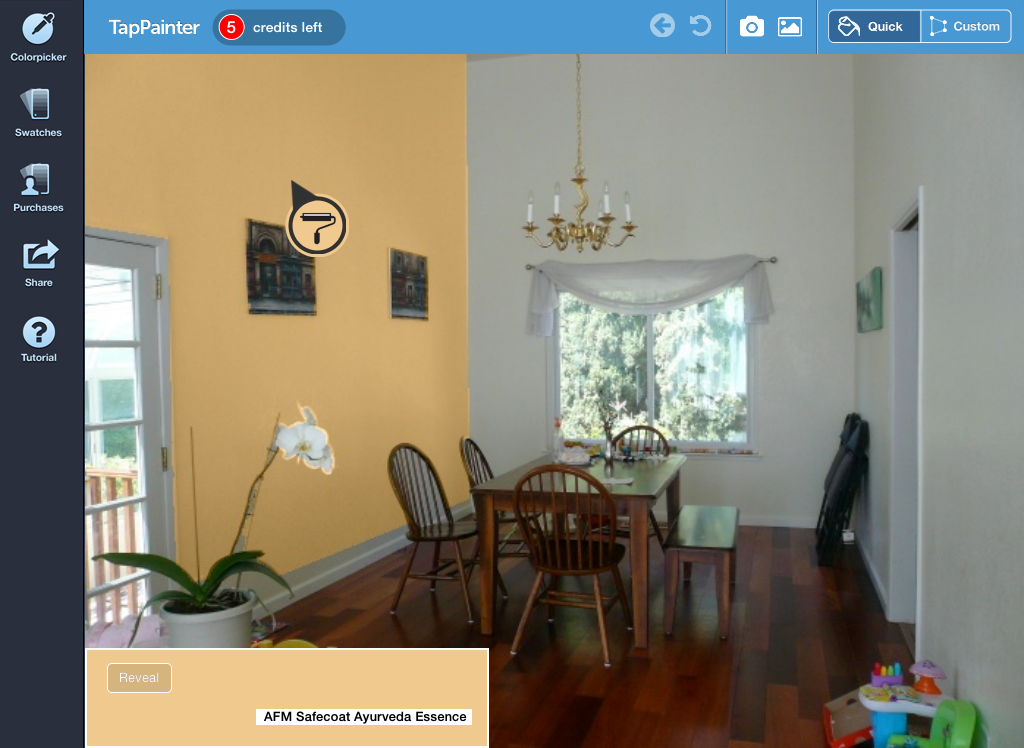 TapPainter
5 credits left
Quick
Custom
Colorpicker
Swatches
Purchases
Share
?
Tutorial
Reveal
AFM Safecoat Ayurveda Essence